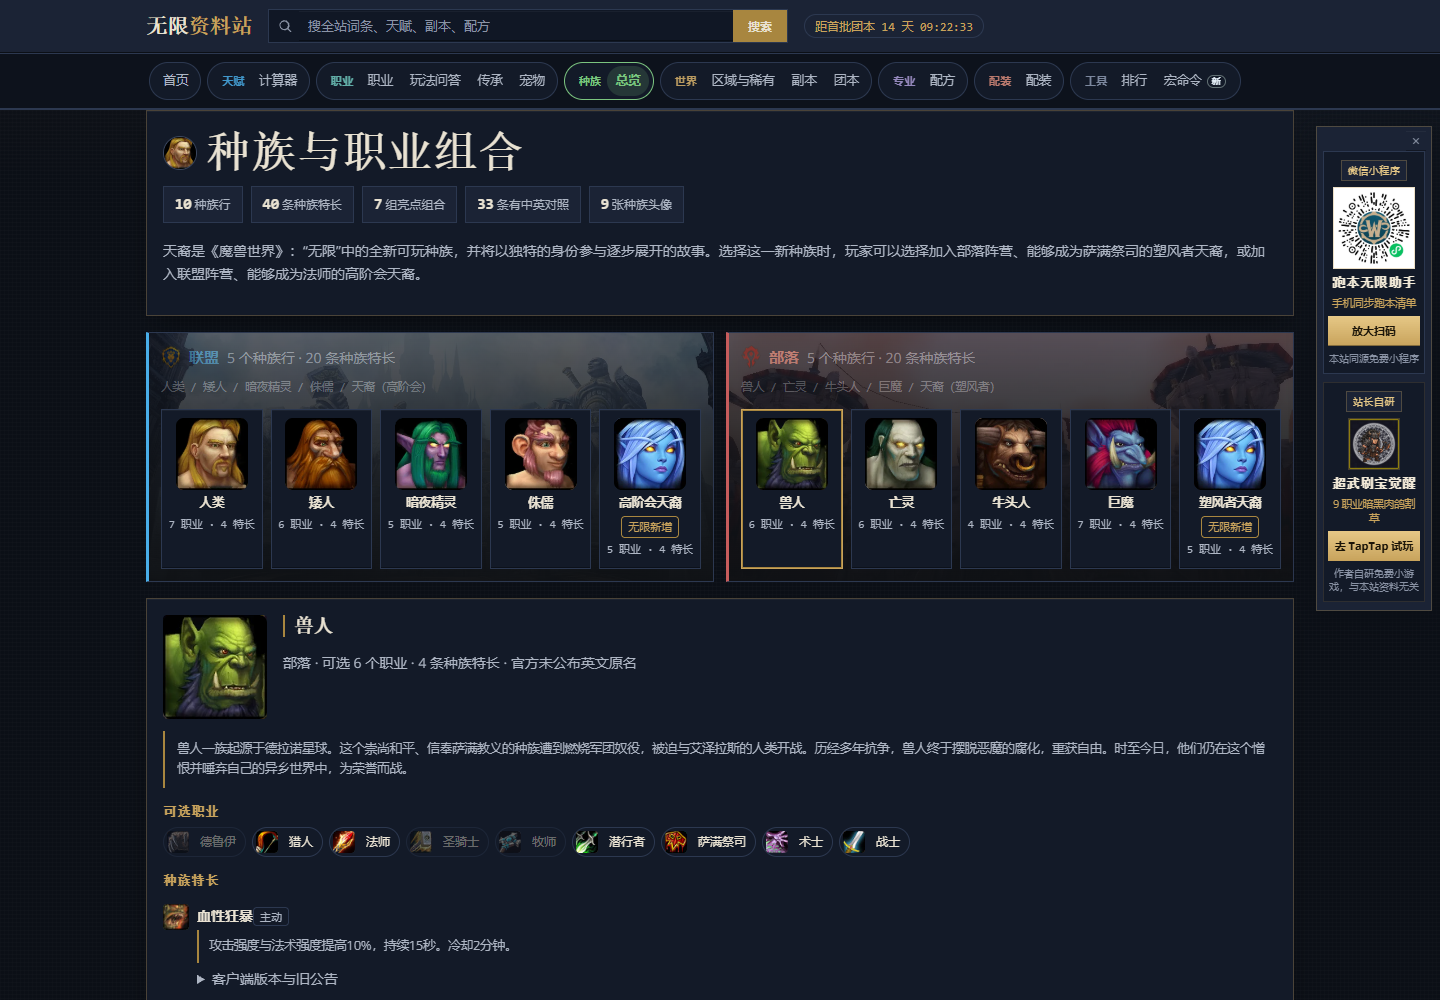 无限资料站
搜全站词条、天赋、副本、配方
搜索
距首批团本 14 天 09:22:33
首页
天赋 计算器
职业 职业 玩法问答 传承 宠物
种族 总览
世界 区域与稀有 副本 团本
专业 配方
配装 配装
工具 排行 宏命令 新
种族与职业组合
10 种族行
40 条种族特长
7 组亮点组合
33 条有中英对照
9 张种族头像
天裔是《魔兽世界》：“无限”中的全新可玩种族，并将以独特的身份参与逐步展开的故事。选择这一新种族时，玩家可以选择加入部落阵营、能够成为萨满祭司的塑风者天裔，或加
入联盟阵营、能够成为法师的高阶会天裔。
联盟 5 个种族行 · 20 条种族特长
人类 / 矮人 / 暗夜精灵 / 侏儒 / 天裔（高阶会）
人类
7 职业 · 4 特长
矮人
6 职业 · 4 特长
暗夜精灵
5 职业 · 4 特长
侏儒
5 职业 · 4 特长
高阶会天裔
无限新增
5 职业 · 4 特长
部落 5 个种族行 · 20 条种族特长
兽人 / 亡灵 / 牛头人 / 巨魔 / 天裔（塑风者）
兽人
6 职业 · 4 特长
亡灵
6 职业 · 4 特长
牛头人
4 职业 · 4 特长
巨魔
7 职业 · 4 特长
塑风者天裔
无限新增
5 职业 · 4 特长
兽人
部落 · 可选 6 个职业 · 4 条种族特长 · 官方未公布英文原名
兽人一族起源于德拉诺星球。这个崇尚和平、信奉萨满教义的种族遭到燃烧军团奴役，被迫与艾泽拉斯的人类开战。历经多年抗争，兽人终于摆脱恶魔的腐化，重获自由。时至今日，他们仍在这个憎
恨并唾弃自己的异乡世界中，为荣誉而战。
可选职业
德鲁伊 猎人 法师 圣骑士 牧师 潜行者 萨满祭司 术士 战士
种族特长
血性狂暴 主动
攻击强度与法术强度提高10%，持续15秒。冷却2分钟。
▶ 客户端版本与旧公告
×
微信小程序
W
跑本无限助手
手机同步跑本清单
放大扫码
本站同源免费小程序
站长自研
超武刷宝觉醒
9 职业暗黑肉鸽割
草
去 TapTap 试玩
作者自研免费小游
戏，与本站资料无关